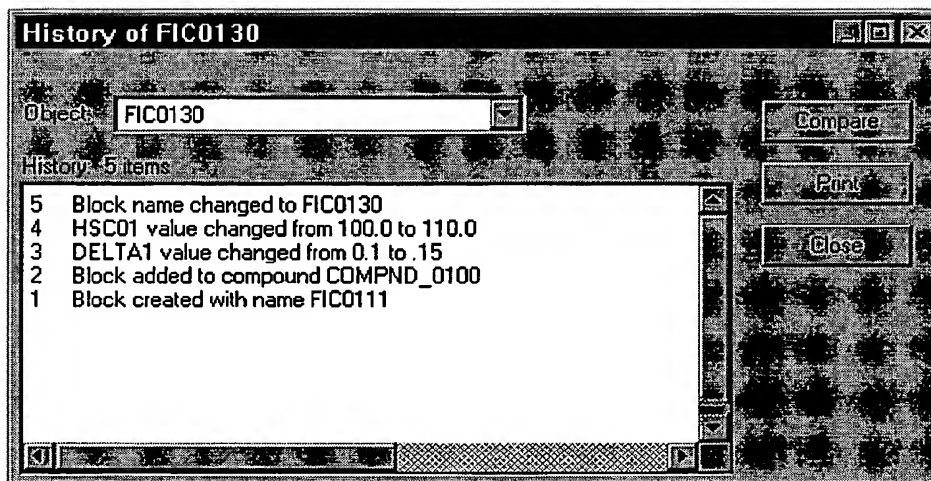 History of FIC0130
Object: FIC0130
Compare
History: 5 items
Print
5 Block name changed to FIC0130
4 HSC01 value changed from 100.0 to 110.0
3 DELTA1 value changed from 0.1 to .15
2 Block added to compound COMPND_0100
1 Block created with name FIC0111
Close